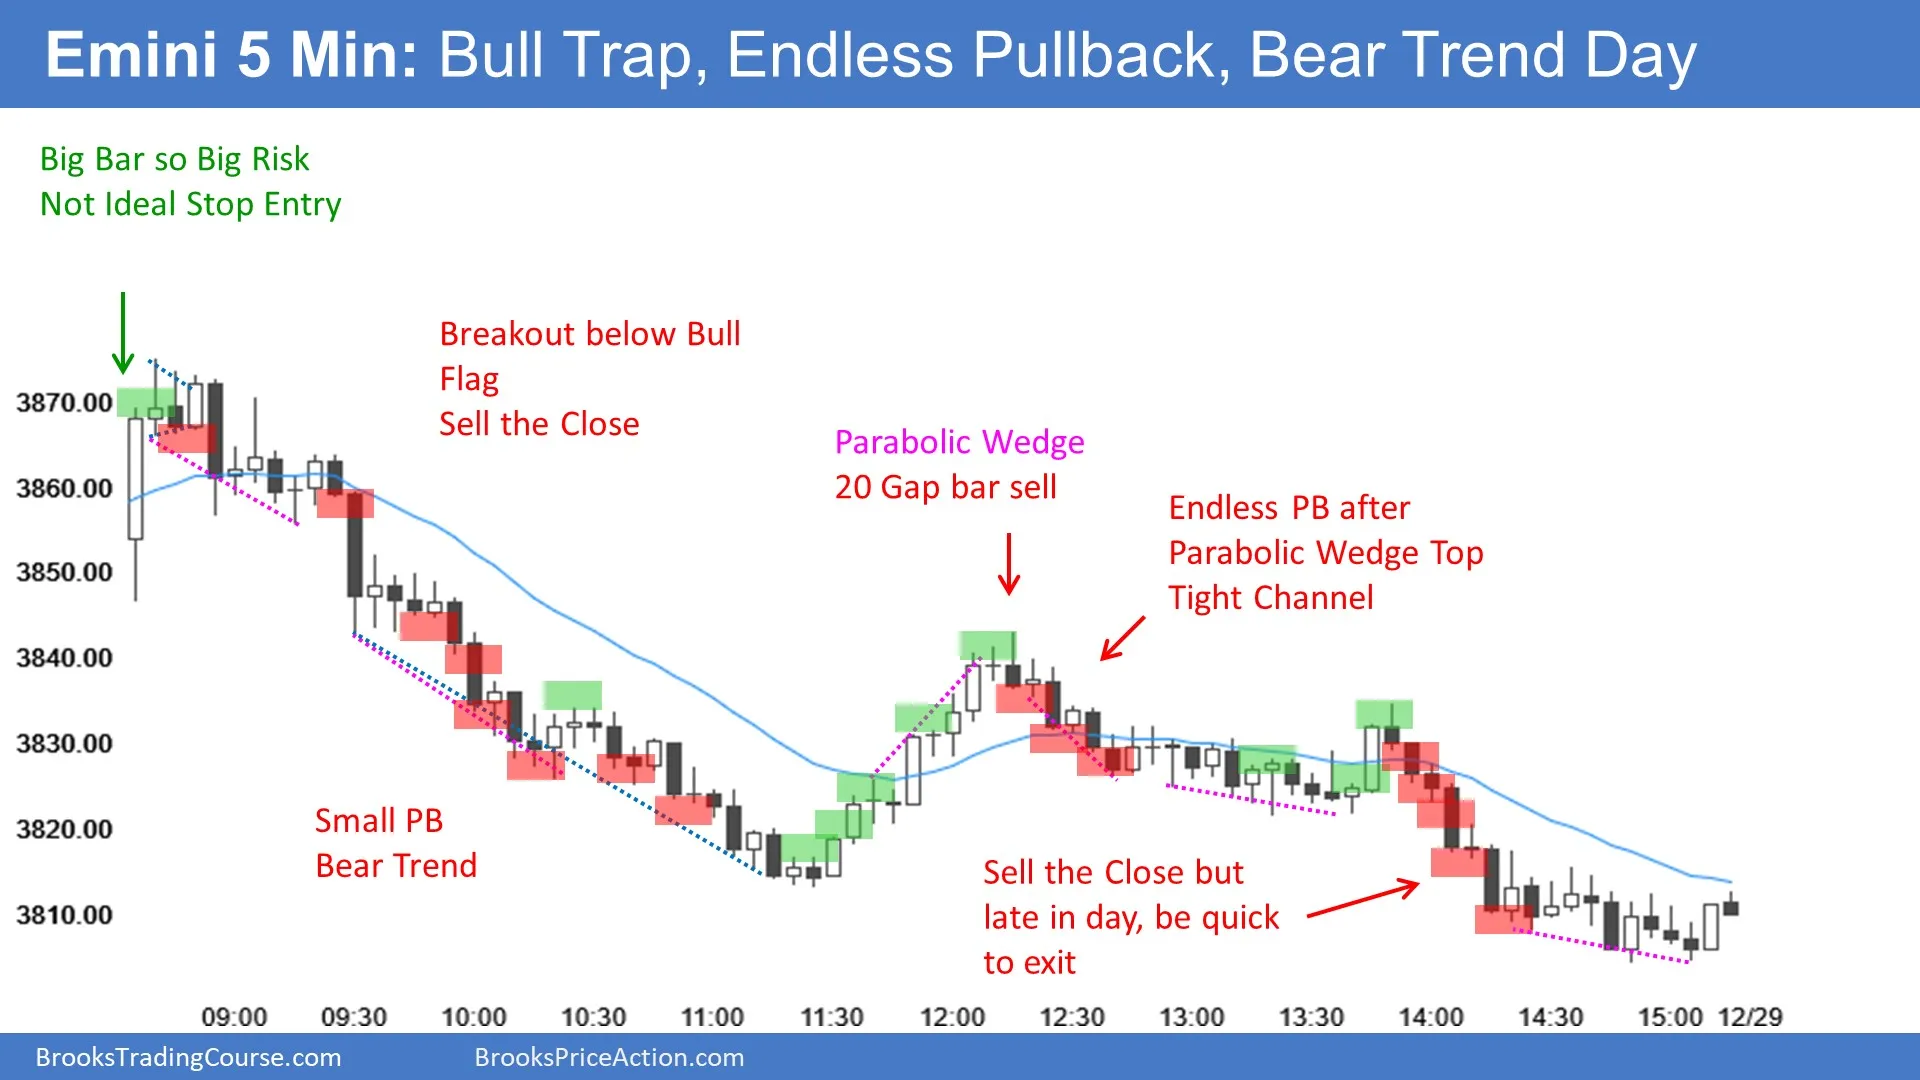 Emini 5 Min: Bull Trap, Endless Pullback, Bear Trend Day
Big Bar so Big Risk
Not Ideal Stop Entry
Breakout below Bull
Flag
Sell the Close
Parabolic Wedge
20 Gap bar sell
Endless PB after
Parabolic Wedge Top
Tight Channel
Small PB
Bear Trend
Sell the Close but
late in day, be quick
to exit
3870.00
3860.00
3850.00
3840.00
3830.00
3820.00
3810.00
09:00 09:30 10:00 10:30 11:00 11:30 12:00 12:30 13:00 13:30 14:00 14:30 15:00 12/29
BrooksTradingCourse.com BrooksPriceAction.com